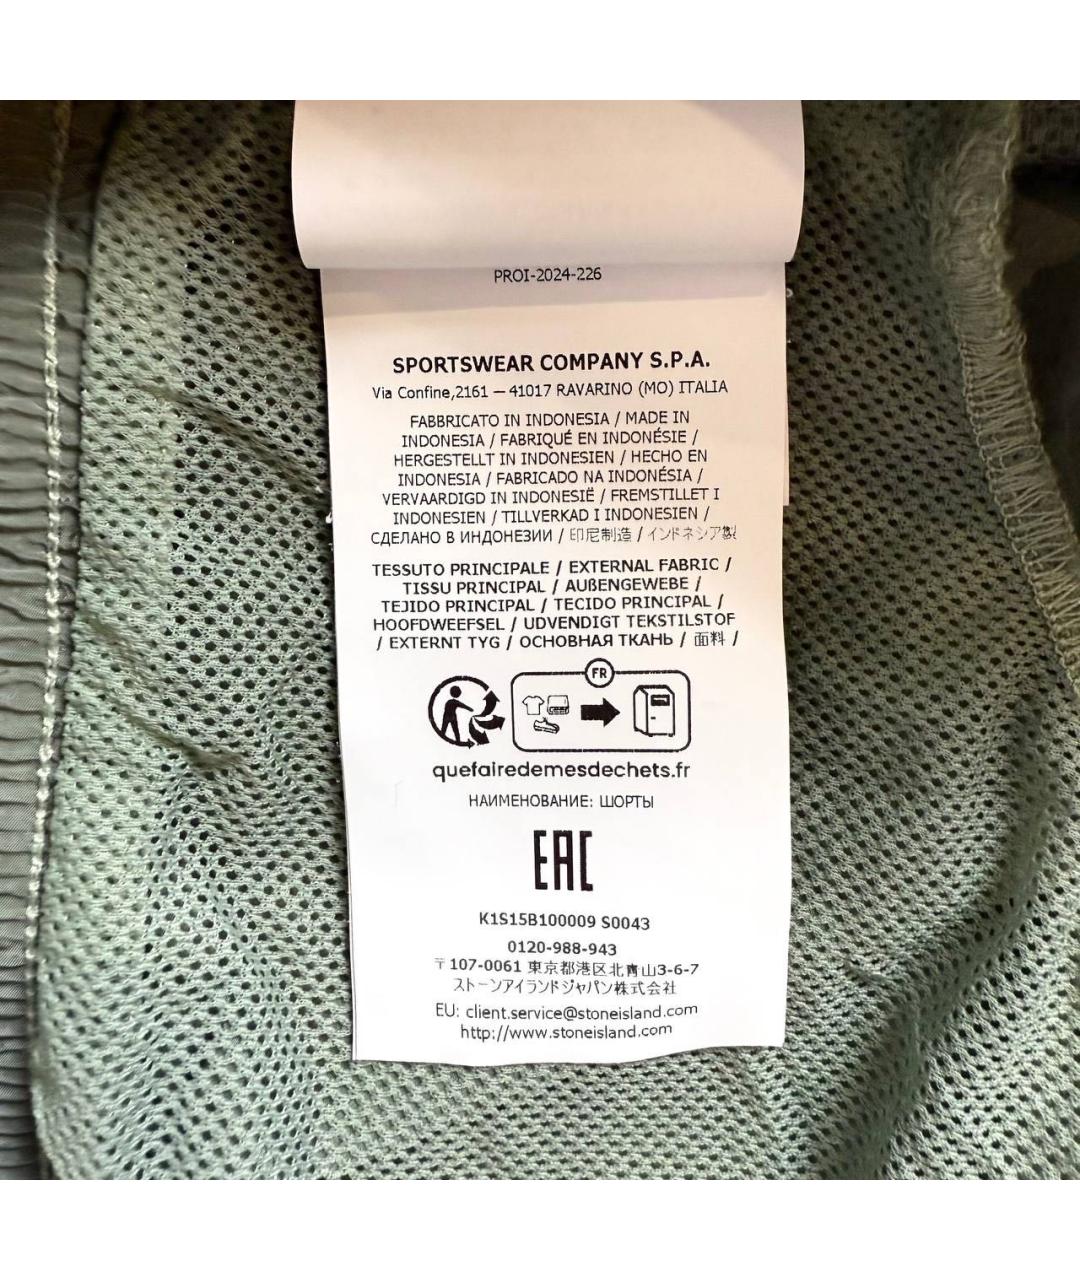 PROI-2024-226
SPORTSWEAR COMPANY S.P.A.
Via Confine,2161 — 41017 RAVARINO (MO) ITALIA
FABBRICATO IN INDONESIA / MADE IN
INDONESIA / FABRIQUÉ EN INDONÉSIE /
HERGESTELLT IN INDONESIEN / HECHO EN
INDONESIA / FABRICADO NA INDONÉSIA /
VERVAARDIGD IN INDONESIË / FREMSTILLET I
INDONESIEN / TILLVERKAD I INDONESIEN /
СДЕЛАНО В ИНДОНЕЗИИ / 印尼制造 / インドネシア製
TESSUTO PRINCIPALE / EXTERNAL FABRIC /
TISSU PRINCIPAL / AUßENGEWEBE /
TEJIDO PRINCIPAL / TECIDO PRINCIPAL /
HOOFDWEEFSEL / UDVENDIGT TEKSTILSTOF
/ EXTERNT TYG / ОСНОВНАЯ ТКАНЬ / 面料 /
FR
quefairedemesdechets.fr
НАИМЕНОВАНИЕ: ШОРТЫ
EAC
K1S15B100009 S0043
0120-988-943
〒107-0061 東京都港区北青山3-6-7
ストーンアイランドジャパン株式会社
EU: client.service@stoneisland.com
http://www.stoneisland.com